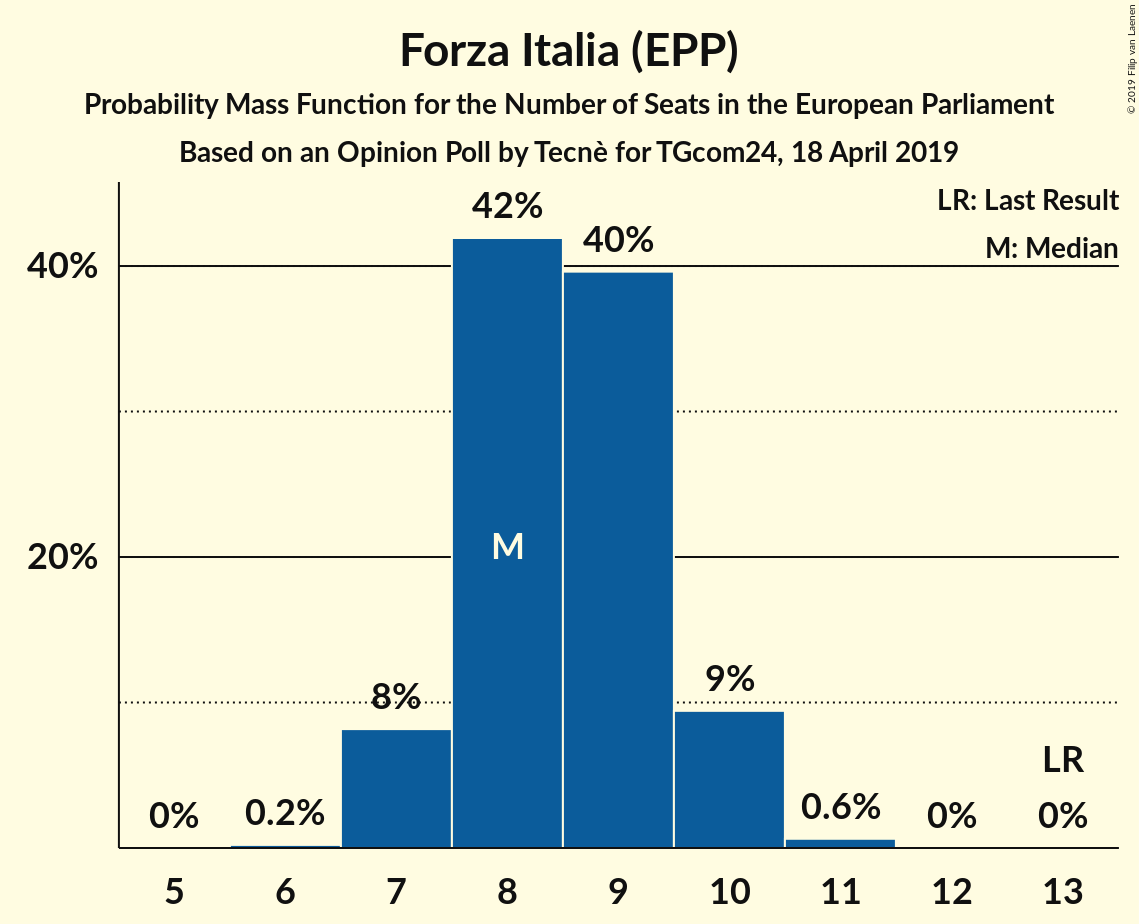 Forza Italia (EPP)
Probability Mass Function for the Number of Seats in the European Parliament
Based on an Opinion Poll by Tecnè for TGcom24, 18 April 2019
© 2019 Filip van Laenen
LR: Last Result
M: Median
42%
40%
40%
M
20%
8%
9%
LR
0%
0.2%
0.6%
0%
0%
5 6 7 8 9 10 11 12 13